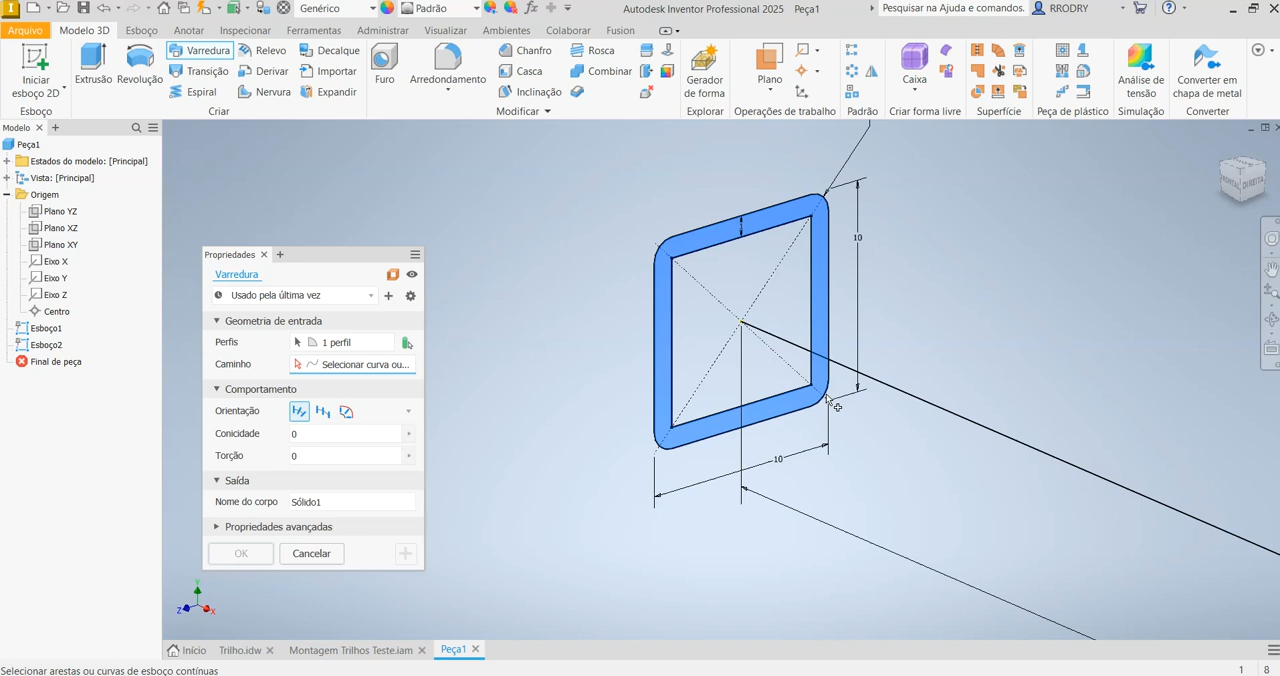 Genérico
Padrão
Autodesk Inventor Professional 2025 Peça1
Pesquisar na Ajuda e comandos.
RRODRY
Arquivo Modelo 3D Esboço Anotar Inspecionar Ferramentas Administrar Visualizar Ambientes Colaborar Fusion
Iniciar esboço 2D
Esboço
Extrusão
Revolução
Varredura
Transição
Espiral
Relevo
Derivar
Nervura
Decalque
Importar
Expandir
Criar
Furo
Arredondamento
Chanfro
Casca
Inclinação
Rosca
Combinar
Modificar
Gerador de forma
Explorar
Plano
Operações de trabalho
Padrão
Caixa
Criar forma livre
Superfície
Peça de plástico
Análise de tensão
Simulação
Converter em chapa de metal
Converter
Modelo
Peça1
Estados do modelo: [Principal]
Vista: [Principal]
Origem
Plano YZ
Plano XZ
Plano XY
Eixo X
Eixo Y
Eixo Z
Centro
Esboço1
Esboço2
Final de peça
Propriedades
Varredura
Usado pela última vez
Geometria de entrada
Perfis 1 perfil
Caminho Selecionar curva ou...
Comportamento
Orientação
Conicidade 0
Torção 0
Saída
Nome do corpo Sólido1
Propriedades avançadas
OK Cancelar
10
10
FRONTAL DIREITA
Y
Z
X
Início Trilho.idw Montagem Trilhos Teste.iam Peça1
Selecionar arestas ou curvas de esboço contínuas
1 8